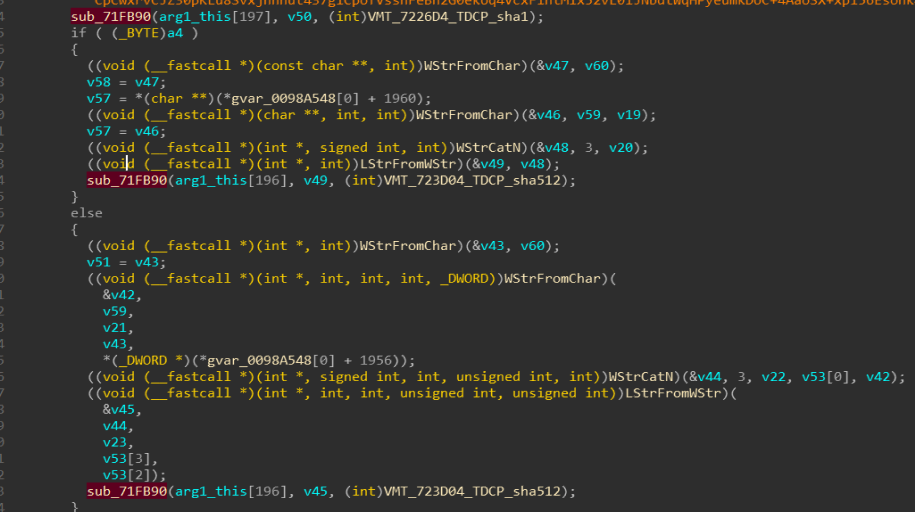 sub_71FB90(arg1_this[197], v50, (int)VMT_7226D4_TDCP_sha1);
if ( (_BYTE)a4 )
{
((void (__fastcall *)(const char **, int))WStrFromChar)(&v47, v60);
v58 = v47;
v57 = *(char **)(*gvar_0098A548[0] + 1960);
((void (__fastcall *)(char **, int, int))WStrFromChar)(&v46, v59, v19);
v57 = v46;
((void (__fastcall *)(int *, signed int, int))WStrCatN)(&v48, 3, v20);
((void (__fastcall *)(int *, int))LStrFromWStr)(&v49, v48);
sub_71FB90(arg1_this[196], v49, (int)VMT_723D04_TDCP_sha512);
}
else
{
((void (__fastcall *)(int *, int))WStrFromChar)(&v43, v60);
v51 = v43;
((void (__fastcall *)(int *, int, int, int, _DWORD))WStrFromChar)(
&v42,
v59,
v21,
v43,
*(_DWORD *)(*gvar_0098A548[0] + 1956));
((void (__fastcall *)(int *, signed int, int, unsigned int, int))WStrCatN)(&v44, 3, v22, v53[0], v42);
((void (__fastcall *)(int *, int, int, unsigned int, unsigned int))LStrFromWStr)(
&v45,
v44,
v23,
v53[3],
v53[2]);
sub_71FB90(arg1_this[196], v45, (int)VMT_723D04_TDCP_sha512);
}